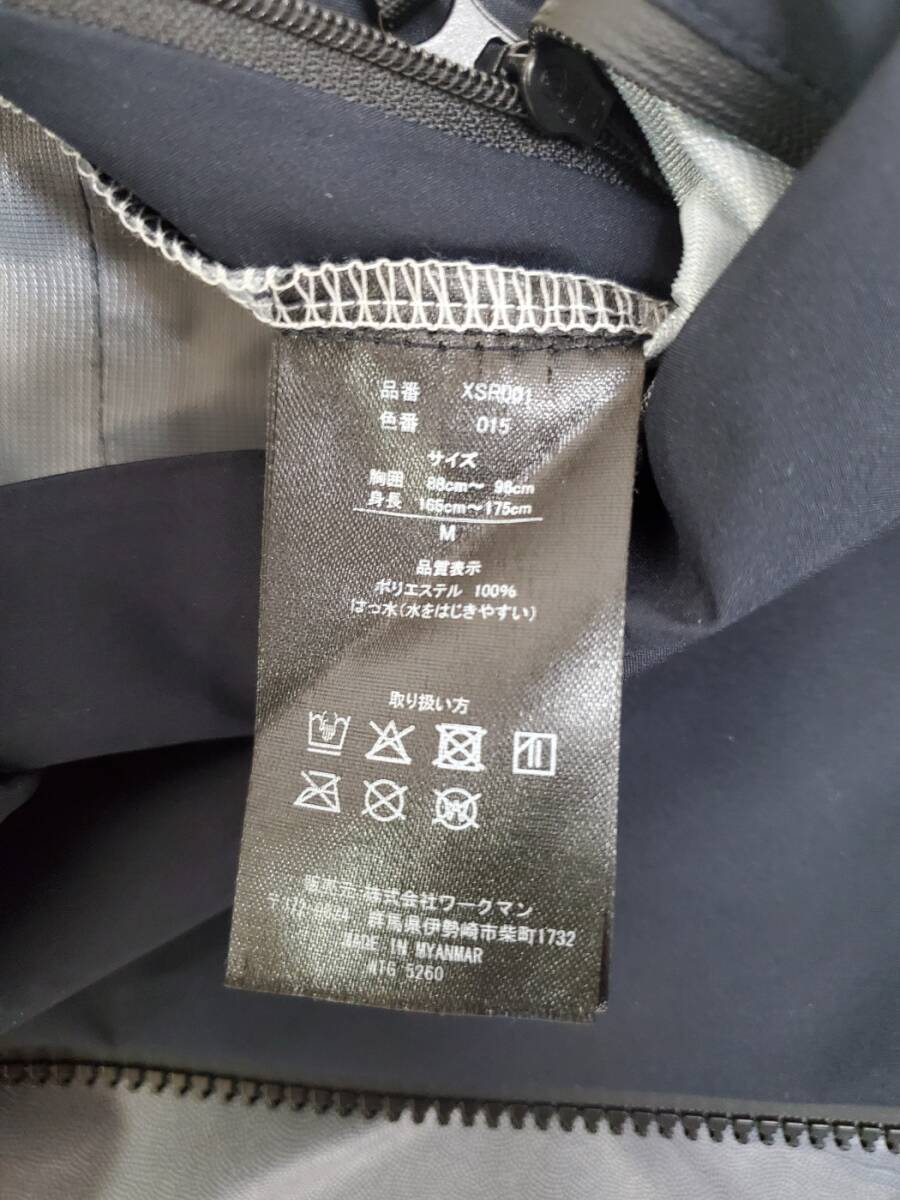 品番 XSR001
色番 015
サイズ
胸囲 88cm～ 96cm
身長 165cm～175cm
M
品質表示
ポリエステル 100%
はっ水(水をはじきやすい)
取り扱い方
販売元:株式会社ワークマン
群馬県伊勢崎市柴町1732
MADE IN MYANMAR
MTG 5260